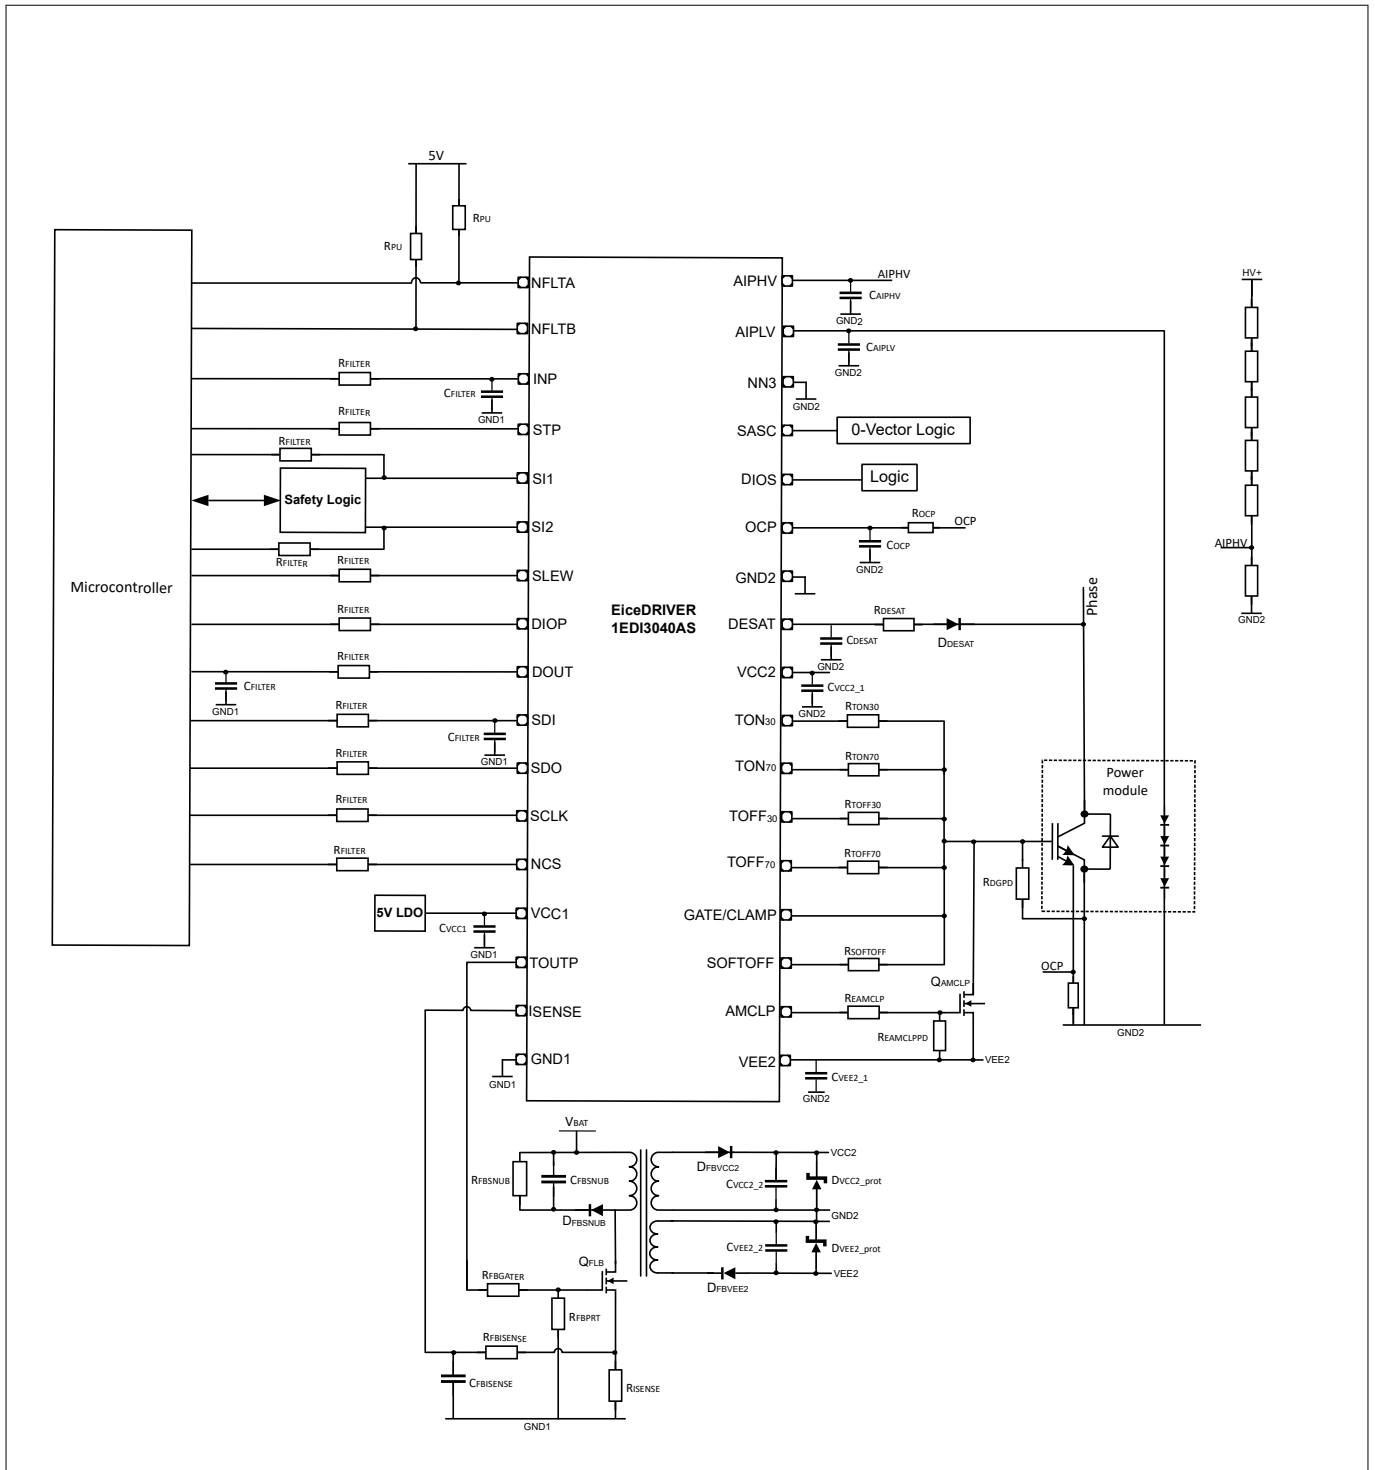 5V
RPU
RPU
Microcontroller
Safety Logic
RFILTER
RFILTER
RFILTER
RFILTER
RFILTER
RFILTER
RFILTER
RFILTER
RFILTER
RFILTER
RFILTER
CFILTER
GND1
CFILTER
GND1
CFILTER
GND1
5V LDO
CVCC1
GND1
GND1
NFLTA
NFLTB
INP
STP
SI1
SI2
SLEW
DIOP
DOUT
SDI
SDO
SCLK
NCS
VCC1
TOUTP
ISENSE
GND1
EiceDRIVER
1EDI3040AS
AIPHV
AIPLV
NN3
SASC
DIOS
OCP
GND2
DESAT
VCC2
TON30
TON70
TOFF30
TOFF70
GATE/CLAMP
SOFTOFF
AMCLP
VEE2
AIPHV
CAIPHV
GND2
CAIPLV
GND2
GND2
0-Vector Logic
Logic
ROCP
OCP
COCP
GND2
RDESAT
DDESAT
CDESAT
GND2
CVCC2_1
GND2
RTON30
RTON70
RTOFF30
RTOFF70
RSOFTOFF
REAMCLP
REAMCLPPD
QAMCLP
VEE2
CVEE2_1
GND2
RDGPD
Phase
Power
module
OCP
GND2
HV+
AIPHV
GND2
VBAT
RFBSNUB
CFBSNUB
DFBSNUB
QFLB
RFBGATER
RFBPRT
RFBISENSE
CFBISENSE
RISENSE
GND1
DFBVCC2
VCC2
CVCC2_2
DVCC2_prot
GND2
CVEE2_2
DVEE2_prot
DFBVEE2
VEE2